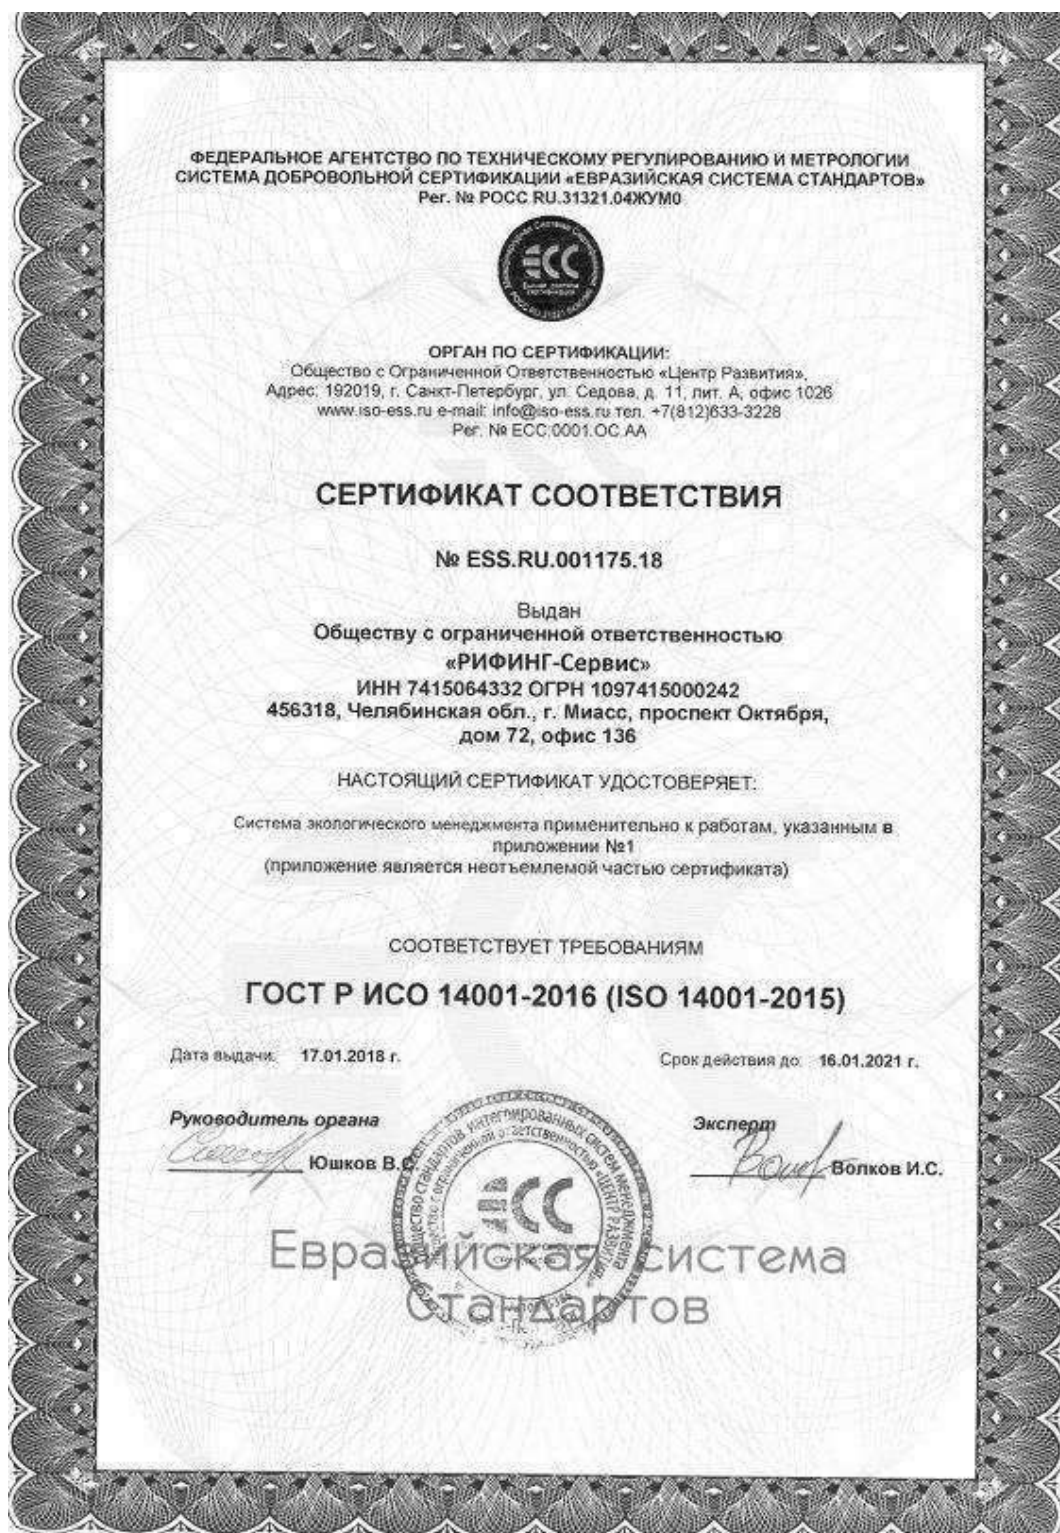 ФЕДЕРАЛЬНОЕ АГЕНТСТВО ПО ТЕХНИЧЕСКОМУ РЕГУЛИРОВАНИЮ И МЕТРОЛОГИИ
СИСТЕМА ДОБРОВОЛЬНОЙ СЕРТИФИКАЦИИ «ЕВРАЗИЙСКАЯ СИСТЕМА СТАНДАРТОВ»
Рег. № РОСС RU.31321.04ЖУМ0
ЕСС
ОРГАН ПО СЕРТИФИКАЦИИ:
Общество с Ограниченной Ответственностью «Центр Развития»,
Адрес: 192019, г. Санкт-Петербург, ул. Седова, д. 11, лит. А, офис 1026
www.iso-ess.ru e-mail: info@iso-ess.ru тел. +7(812)633-3228
Рег. № ЕСС.0001.ОС.АА
СЕРТИФИКАТ СООТВЕТСТВИЯ
№ ESS.RU.001175.18
Выдан
Обществу с ограниченной ответственностью
«РИФИНГ-Сервис»
ИНН 7415064332 ОГРН 1097415000242
456318, Челябинская обл., г. Миасс, проспект Октября,
дом 72, офис 136
НАСТОЯЩИЙ СЕРТИФИКАТ УДОСТОВЕРЯЕТ:
Система экологического менеджмента применительно к работам, указанным в
приложении №1
(приложение является неотъемлемой частью сертификата)
СООТВЕТСТВУЕТ ТРЕБОВАНИЯМ
ГОСТ Р ИСО 14001-2016 (ISO 14001-2015)
Дата выдачи: 17.01.2018 г.
Срок действия до: 16.01.2021 г.
Руководитель органа
Эксперт
Юшков В.С.
Волков И.С.
ЕСС
Евразийская система
Стандартов